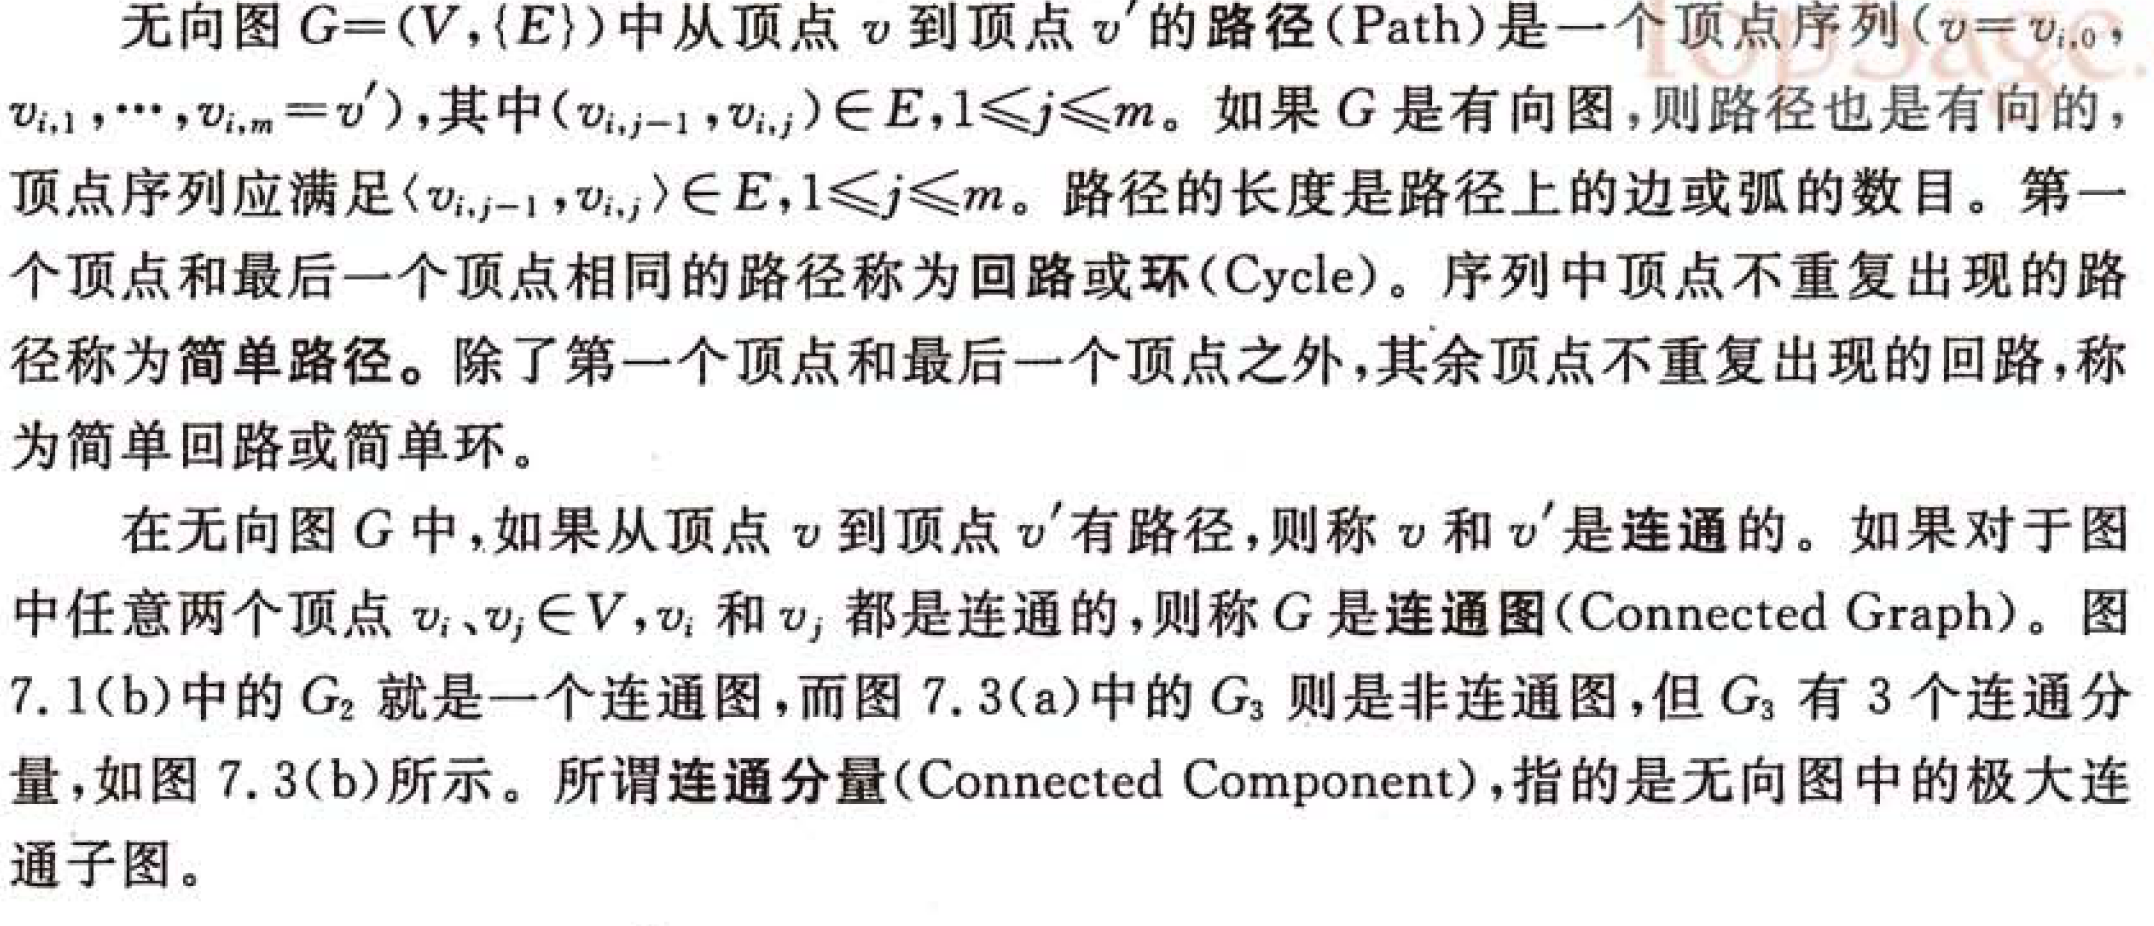 无向图 G=(V,{E})中从顶点 v 到顶点 v′的路径(Path)是一个顶点序列(v=v_{i,0},
v_{i,1},…,v_{i,m}=v′),其中(v_{i,j-1},v_{i,j})∈E,1≤j≤m。如果 G 是有向图,则路径也是有向的,
顶点序列应满足〈v_{i,j-1},v_{i,j}〉∈E,1≤j≤m。路径的长度是路径上的边或弧的数目。第一
个顶点和最后一个顶点相同的路径称为回路或环(Cycle)。序列中顶点不重复出现的路
径称为简单路径。除了第一个顶点和最后一个顶点之外,其余顶点不重复出现的回路,称
为简单回路或简单环。
在无向图 G 中,如果从顶点 v 到顶点 v′有路径,则称 v 和 v′是连通的。如果对于图
中任意两个顶点 v_i、v_j∈V,v_i 和 v_j 都是连通的,则称 G 是连通图(Connected Graph)。图
7.1(b)中的 G₂ 就是一个连通图,而图 7.3(a)中的 G₃ 则是非连通图,但 G₃ 有 3 个连通分
量,如图 7.3(b)所示。所谓连通分量(Connected Component),指的是无向图中的极大连
通子图。